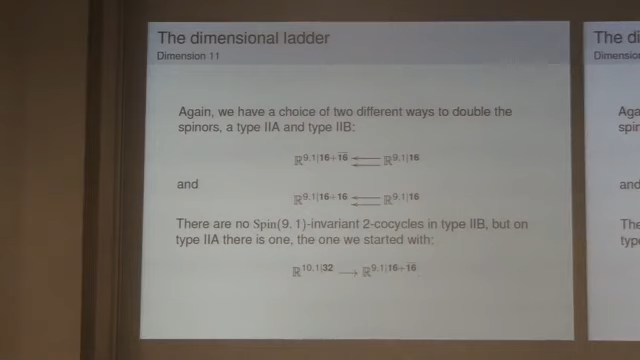 The dimensional ladder
Dimension 11
Again, we have a choice of two different ways to double the
spinors, a type IIA and type IIB:
ℝ^{9,1|16+\overline{16}} ⇇ ℝ^{9,1|16}
and
ℝ^{9,1|16+16} ⇇ ℝ^{9,1|16}
There are no Spin(9, 1)-invariant 2-cocycles in type IIB, but on
type IIA there is one, the one we started with:
ℝ^{10,1|32} → ℝ^{9,1|16+\overline{16}}
The di
Dimensio
Aga
spin
and
The
type